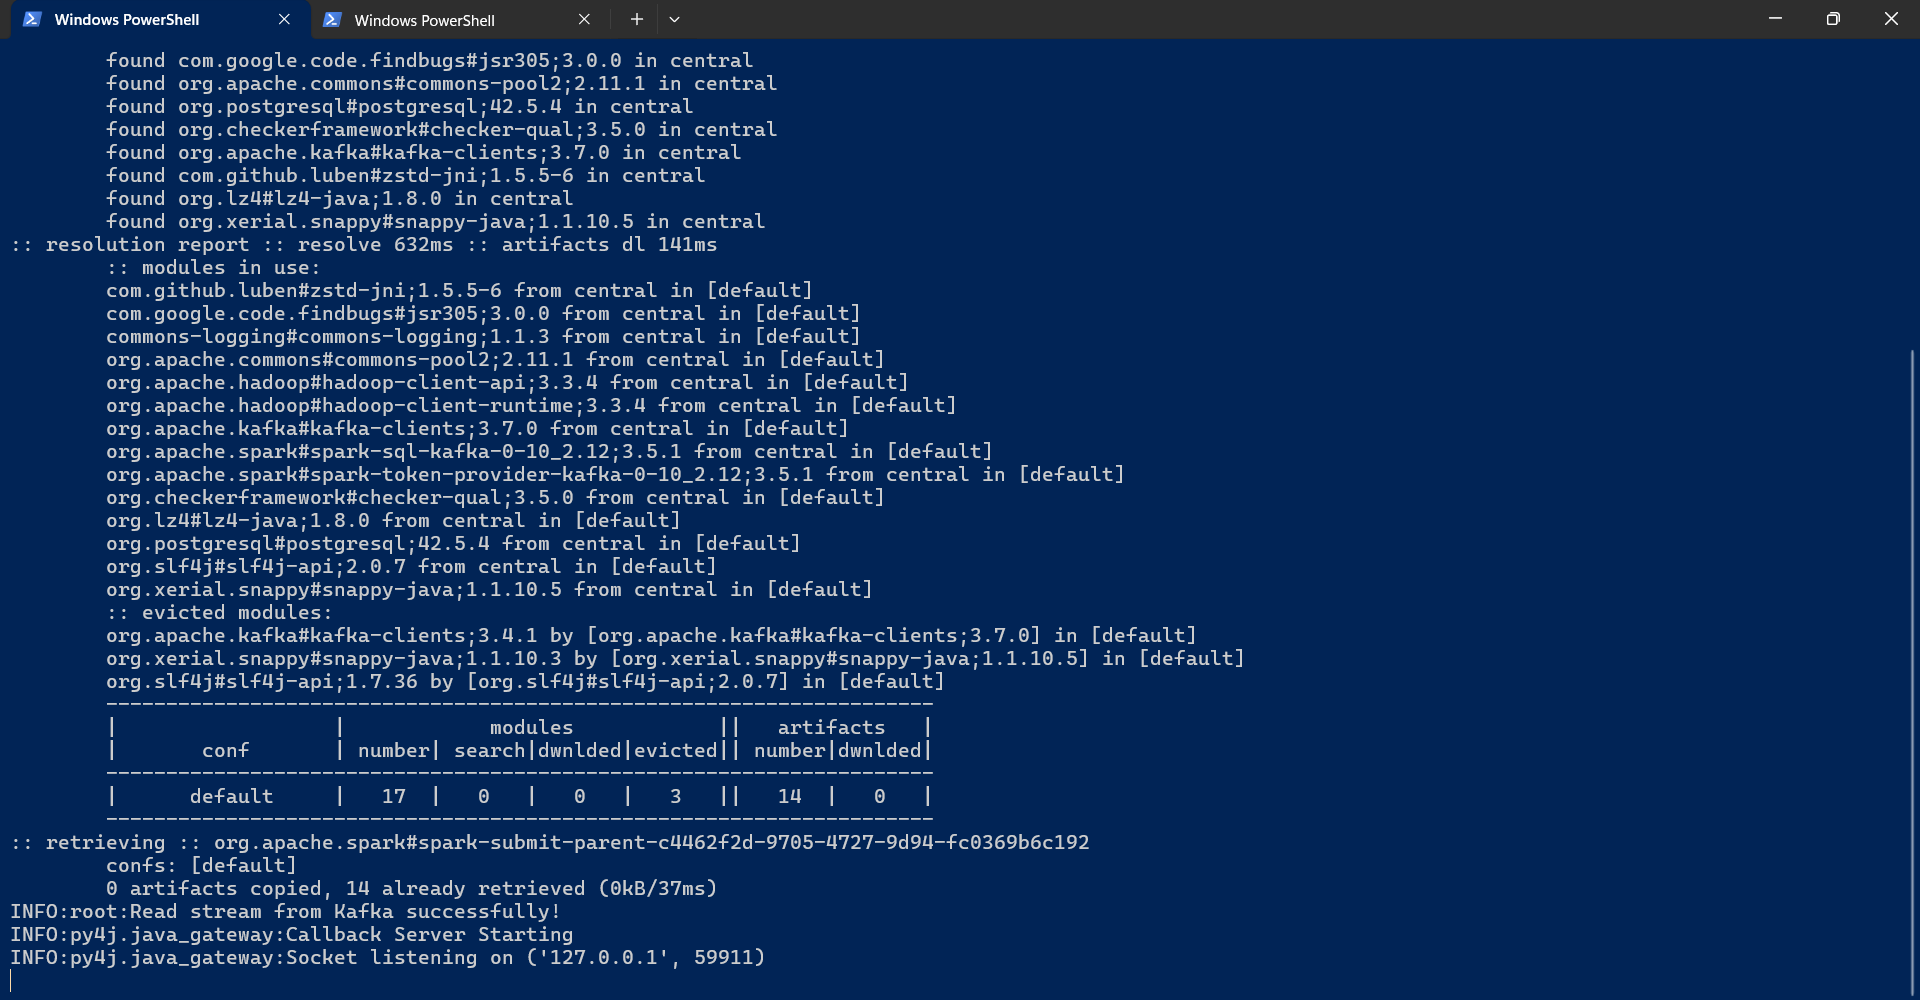 Windows PowerShell
Windows PowerShell
found com.google.code.findbugs#jsr305;3.0.0 in central
found org.apache.commons#commons-pool2;2.11.1 in central
found org.postgresql#postgresql;42.5.4 in central
found org.checkerframework#checker-qual;3.5.0 in central
found org.apache.kafka#kafka-clients;3.7.0 in central
found com.github.luben#zstd-jni;1.5.5-6 in central
found org.lz4#lz4-java;1.8.0 in central
found org.xerial.snappy#snappy-java;1.1.10.5 in central
:: resolution report :: resolve 632ms :: artifacts dl 141ms
:: modules in use:
com.github.luben#zstd-jni;1.5.5-6 from central in [default]
com.google.code.findbugs#jsr305;3.0.0 from central in [default]
commons-logging#commons-logging;1.1.3 from central in [default]
org.apache.commons#commons-pool2;2.11.1 from central in [default]
org.apache.hadoop#hadoop-client-api;3.3.4 from central in [default]
org.apache.hadoop#hadoop-client-runtime;3.3.4 from central in [default]
org.apache.kafka#kafka-clients;3.7.0 from central in [default]
org.apache.spark#spark-sql-kafka-0-10_2.12;3.5.1 from central in [default]
org.apache.spark#spark-token-provider-kafka-0-10_2.12;3.5.1 from central in [default]
org.checkerframework#checker-qual;3.5.0 from central in [default]
org.lz4#lz4-java;1.8.0 from central in [default]
org.postgresql#postgresql;42.5.4 from central in [default]
org.slf4j#slf4j-api;2.0.7 from central in [default]
org.xerial.snappy#snappy-java;1.1.10.5 from central in [default]
:: evicted modules:
org.apache.kafka#kafka-clients;3.4.1 by [org.apache.kafka#kafka-clients;3.7.0] in [default]
org.xerial.snappy#snappy-java;1.1.10.3 by [org.xerial.snappy#snappy-java;1.1.10.5] in [default]
org.slf4j#slf4j-api;1.7.36 by [org.slf4j#slf4j-api;2.0.7] in [default]
---------------------------------------------------------------------
|                  |            modules            ||   artifacts   |
|       conf       | number| search|dwnlded|evicted|| number|dwnlded|
---------------------------------------------------------------------
|      default     |   17  |   0   |   0   |   3   ||   14  |   0   |
---------------------------------------------------------------------
:: retrieving :: org.apache.spark#spark-submit-parent-c4462f2d-9705-4727-9d94-fc0369b6c192
confs: [default]
0 artifacts copied, 14 already retrieved (0kB/37ms)
INFO:root:Read stream from Kafka successfully!
INFO:py4j.java_gateway:Callback Server Starting
INFO:py4j.java_gateway:Socket listening on ('127.0.0.1', 59911)